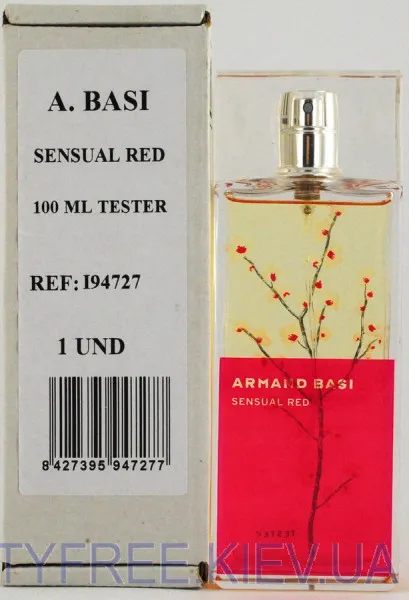 A. BASI
SENSUAL RED
100 ML TESTER
REF: I94727
1 UND
8 427395 947277
ARMAND BASI
SENSUAL RED
TESTER
TYFREE.KIEV.UA